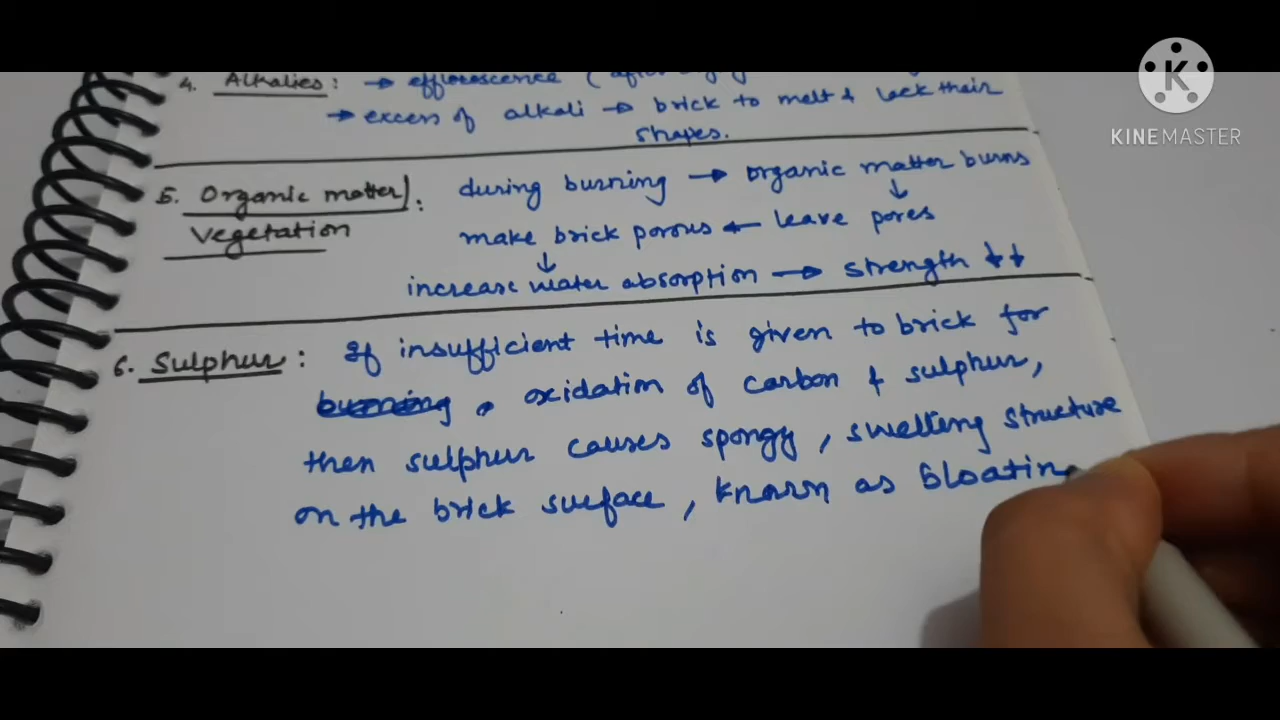 4. Alkalies : → efflorescence (
→ excess of alkali → brick to melt & lack their
shapes.
5. Organic matter/ : during burning → organic matter burns
Vegetation
↓
make brick porous ← leave pores
↓
increase water absorption → strength ↓↓
6. Sulphur : If insufficient time is given to brick for
burning , oxidation of carbon & sulphur,
then sulphur causes spongy, swelling structure
on the brick surface, known as bloatin
K
KINEMASTER